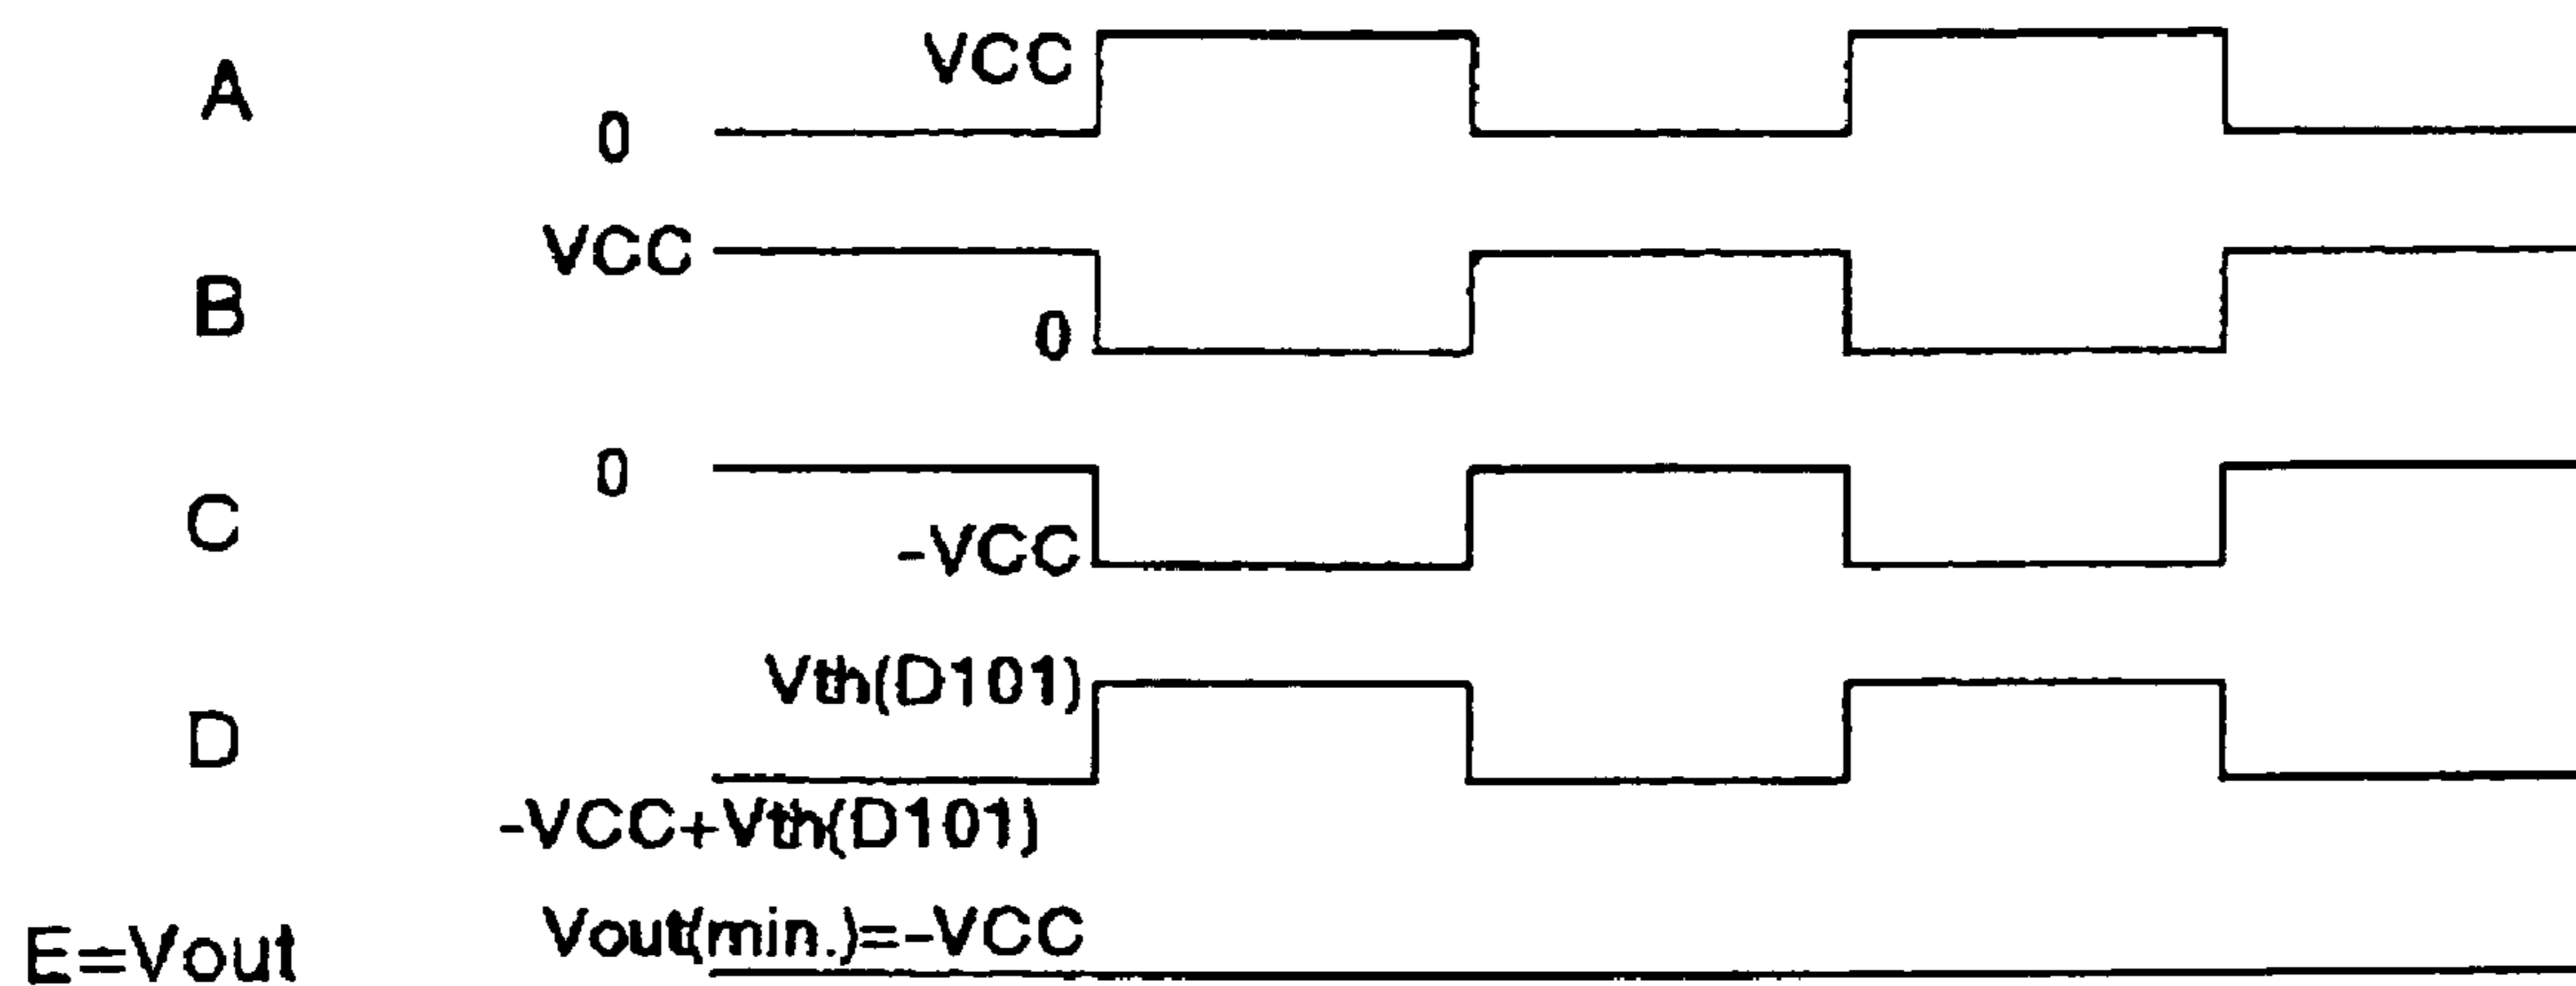 A
VCC
0
VCC
B
0
0
C
-VCC
Vth(D101)
D
-VCC+Vth(D101)
E=Vout
Vout(min.)=-VCC